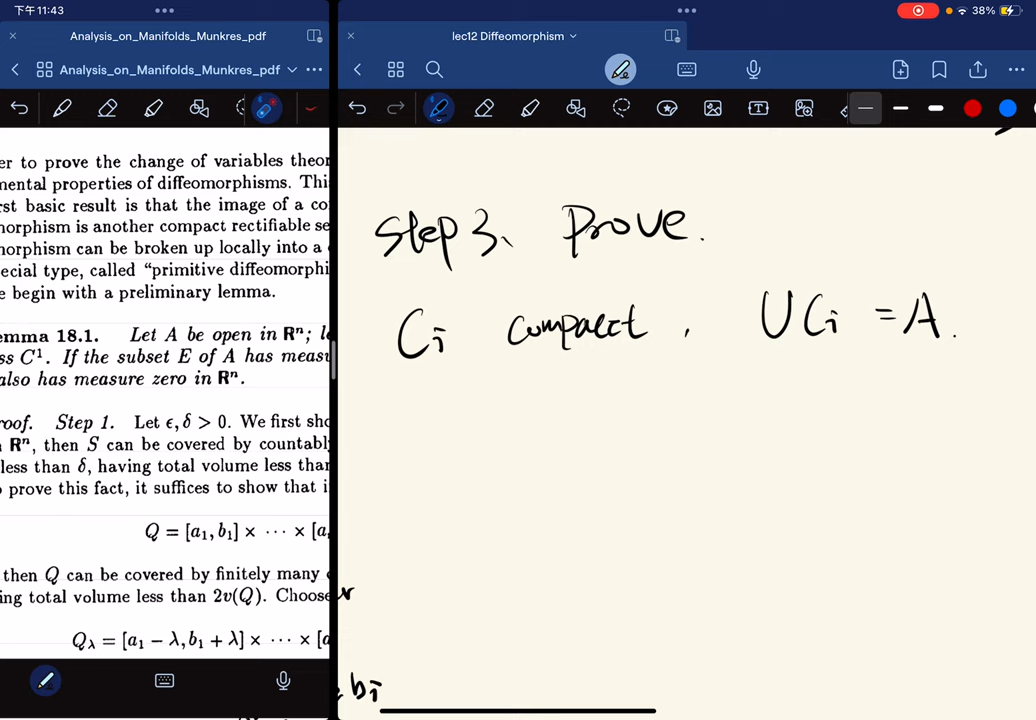 下午11:43
38%
Analysis_on_Manifolds_Munkres_pdf
lec12 Diffeomorphism
Analysis_on_Manifolds_Munkres_pdf
er to prove the change of variables theor
mental properties of diffeomorphisms. This
rst basic result is that the image of a co
morphism is another compact rectifiable se
morphism can be broken up locally into a
ecial type, called “primitive diffeomorphi
e begin with a preliminary lemma.
emma 18.1. Let A be open in Rⁿ; l
ss C¹. If the subset E of A has measu
also has measure zero in Rⁿ.
roof. Step 1. Let ϵ, δ > 0. We first sho
Rⁿ, then S can be covered by countabl
less than δ, having total volume less than
o prove this fact, it suffices to show that i
Q = [a₁, b₁] × ··· × [a
then Q can be covered by finitely many
ing total volume less than 2v(Q). Choose
Q_λ = [a₁ − λ, b₁ + λ] × ··· × [a
Step 3、 Prove.
Ci compact, UCi = A.
bi